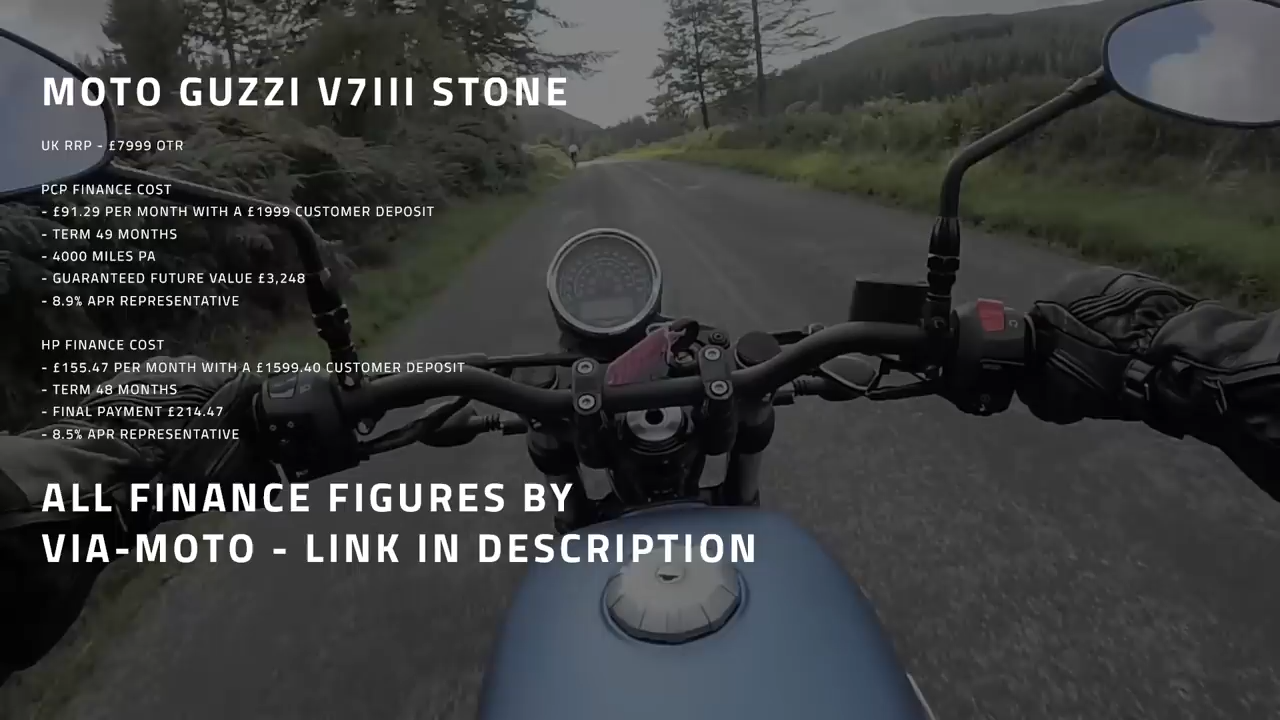 MOTO GUZZI V7III STONE
UK RRP - £7999 OTR
PCP FINANCE COST
- £91.29 PER MONTH WITH A £1999 CUSTOMER DEPOSIT
- TERM 49 MONTHS
- 4000 MILES PA
- GUARANTEED FUTURE VALUE £3,248
- 8.9% APR REPRESENTATIVE
HP FINANCE COST
- £155.47 PER MONTH WITH A £1599.40 CUSTOMER DEPOSIT
- TERM 48 MONTHS
- FINAL PAYMENT £214.47
- 8.5% APR REPRESENTATIVE
ALL FINANCE FIGURES BY
VIA-MOTO - LINK IN DESCRIPTION